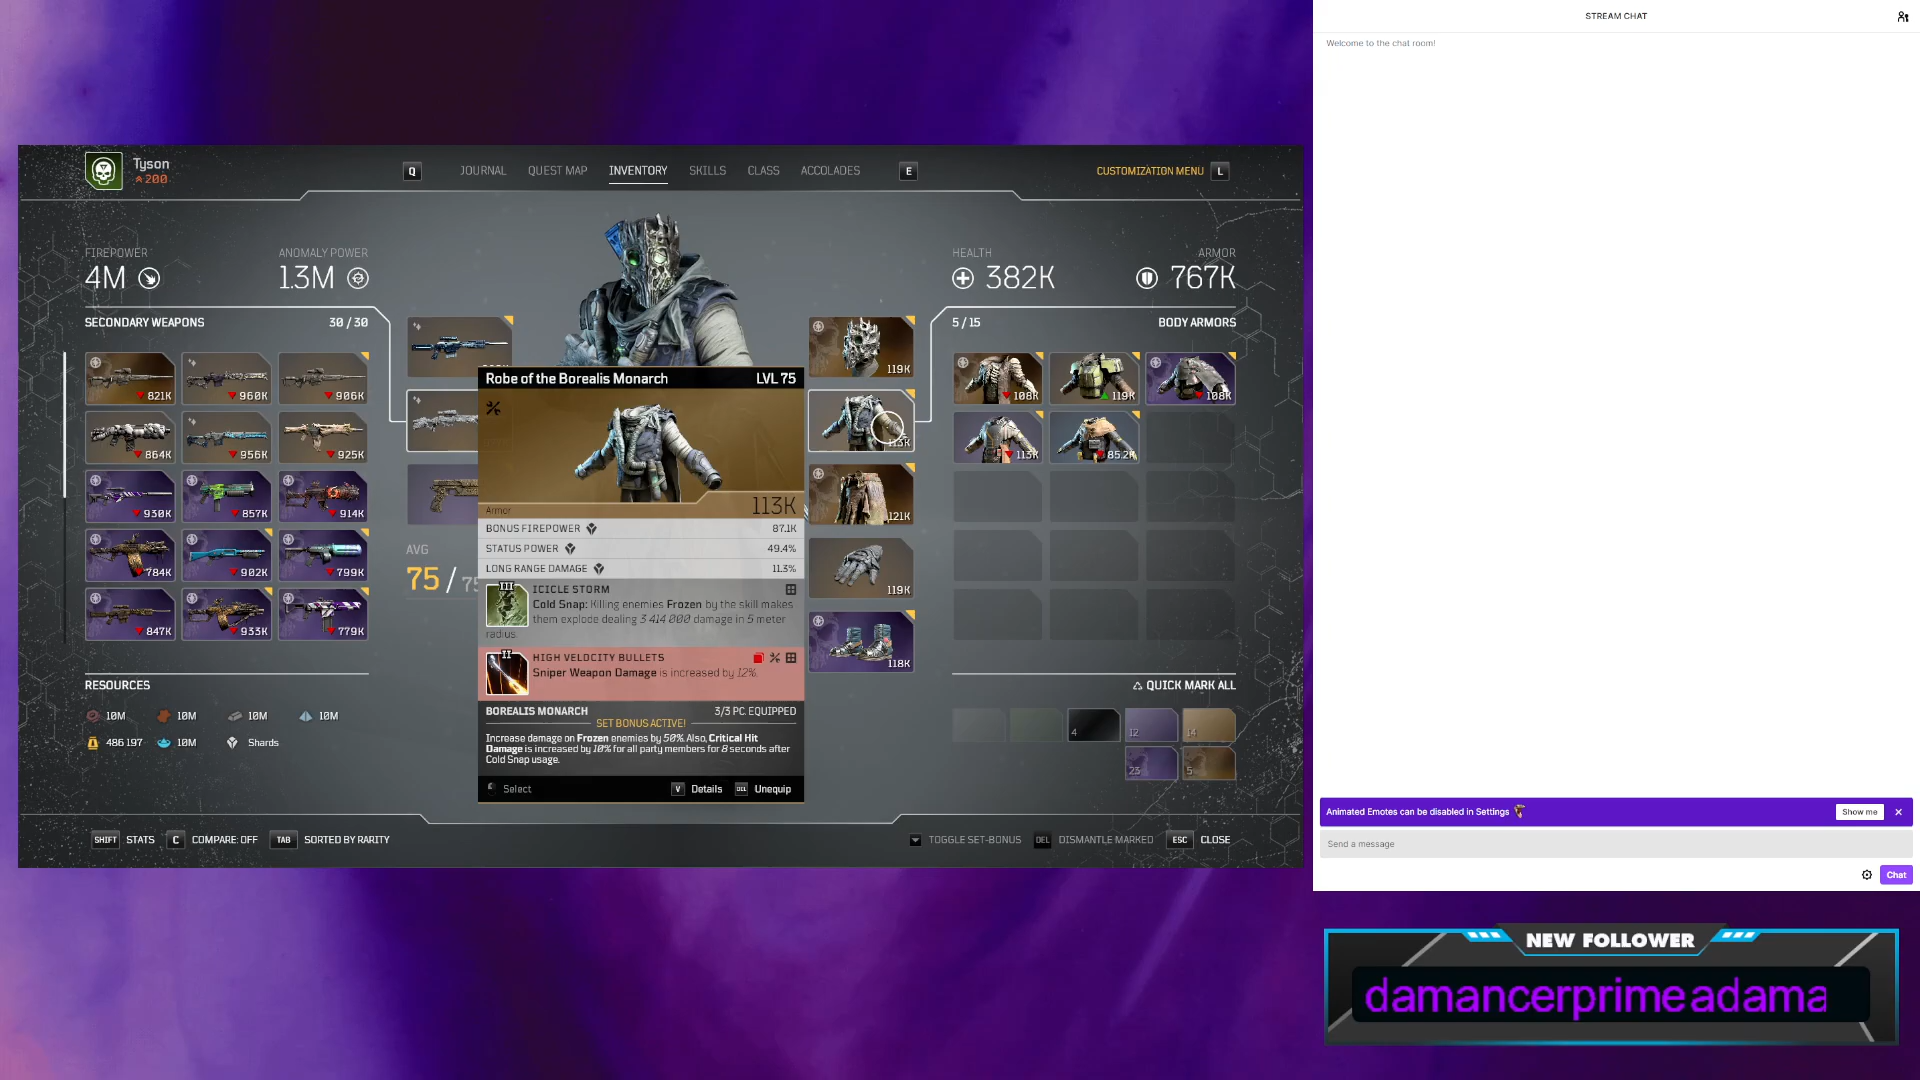 STREAM CHAT
Welcome to the chat room!
Tyson
200
Q
JOURNAL
QUEST MAP
INVENTORY
SKILLS
CLASS
ACCOLADES
E
CUSTOMIZATION MENU
L
FIREPOWER
4M
ANOMALY POWER
1.3M
HEALTH
382K
ARMOR
767K
SECONDARY WEAPONS
30 / 30
5 / 15
BODY ARMORS
821K
960K
906K
864K
956K
925K
930K
857K
914K
784K
902K
799K
847K
933K
779K
AVG
75 / 75
Robe of the Borealis Monarch
LVL 75
Armor
113K
BONUS FIREPOWER
87.1K
STATUS POWER
49.4%
LONG RANGE DAMAGE
11.3%
III
ICICLE STORM
Cold Snap: Killing enemies Frozen by the skill makes
them explode dealing 3 414 000 damage in 5 meter
radius.
II
HIGH VELOCITY BULLETS
Sniper Weapon Damage is increased by 12%.
BOREALIS MONARCH
3/3 PC. EQUIPPED
SET BONUS ACTIVE!
Increase damage on Frozen enemies by 50%. Also, Critical Hit
Damage is increased by 10% for all party members for 8 seconds after
Cold Snap usage.
Select
V
Details
DEL
Unequip
119K
113K
121K
119K
118K
108K
119K
108K
113K
85.2K
RESOURCES
10M
10M
10M
10M
486 197
10M
Shards
QUICK MARK ALL
4
12
14
23
5
SHIFT
STATS
C
COMPARE: OFF
TAB
SORTED BY RARITY
TOGGLE SET-BONUS
DEL
DISMANTLE MARKED
ESC
CLOSE
Animated Emotes can be disabled in Settings
Show me
Send a message
Chat
NEW FOLLOWER
damancerprimeadama